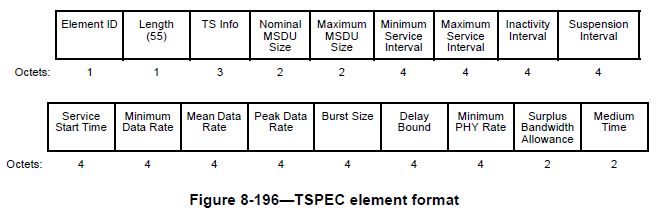 Element ID
Length (55)
TS Info
Nominal MSDU Size
Maximum MSDU Size
Minimum Service Interval
Maximum Service Interval
Inactivity Interval
Suspension Interval
Octets: 1 1 3 2 2 4 4 4 4
Service Start Time
Minimum Data Rate
Mean Data Rate
Peak Data Rate
Burst Size
Delay Bound
Minimum PHY Rate
Surplus Bandwidth Allowance
Medium Time
Octets: 4 4 4 4 4 4 4 2 2
Figure 8-196—TSPEC element format